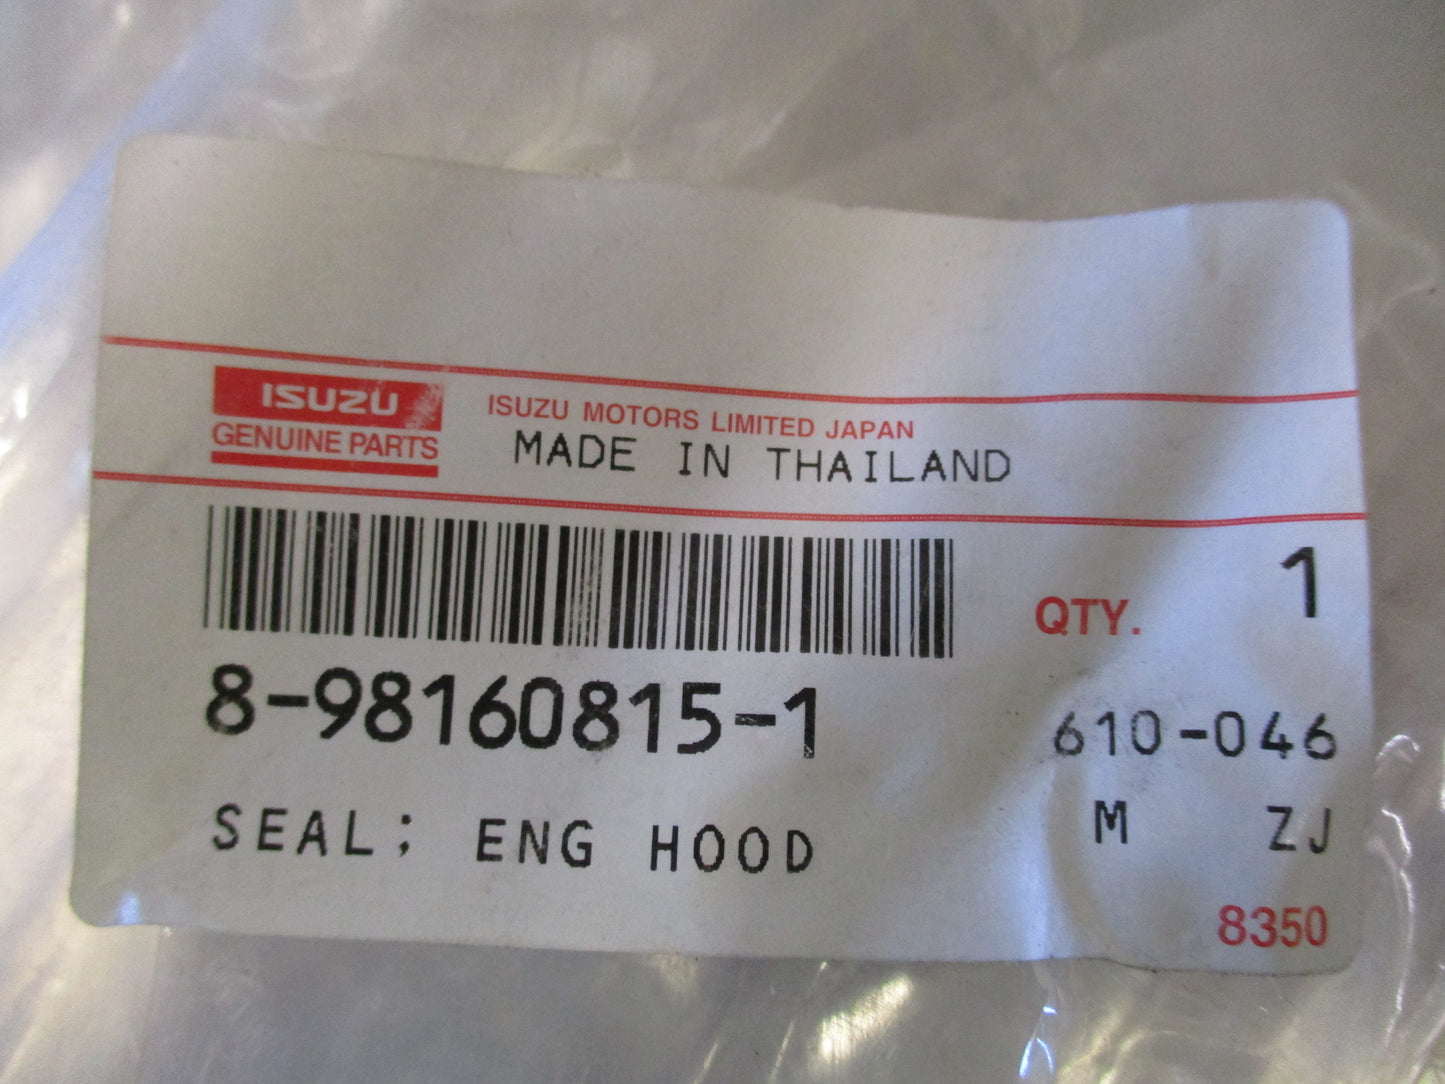 ISUZU
GENUINE PARTS
ISUZU MOTORS LIMITED JAPAN
MADE IN THAILAND
QTY. 1
8-98160815-1
610-046
SEAL; ENG HOOD
M ZJ
8350